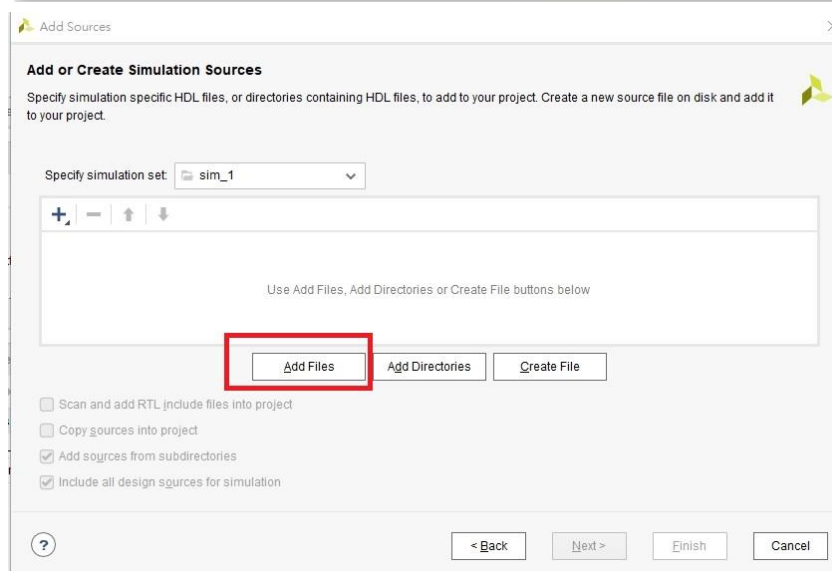 Add Sources
Add or Create Simulation Sources
Specify simulation specific HDL files, or directories containing HDL files, to add to your project. Create a new source file on disk and add it
to your project.
Specify simulation set: sim_1
Use Add Files, Add Directories or Create File buttons below
Add Files Add Directories Create File
Scan and add RTL include files into project
Copy sources into project
Add sources from subdirectories
Include all design sources for simulation
? < Back Next > Finish Cancel